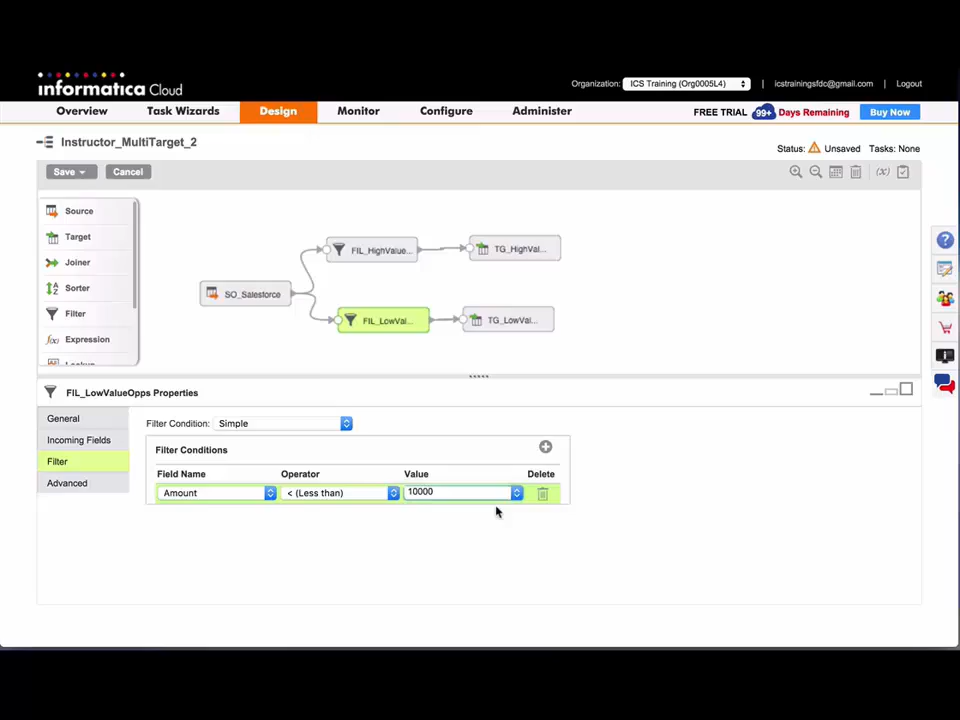 informatica Cloud
Organization: ICS Training (Org0005L4) | icstrainingsfdc@gmail.com | Logout
Overview Task Wizards Design Monitor Configure Administer FREE TRIAL 99+ Days Remaining Buy Now
Instructor_MultiTarget_2
Status: Unsaved Tasks: None
Save Cancel (x)
Source
Target
Joiner
Sorter
Filter
f(x) Expression
SO_Salesforce
FIL_HighValue... TG_HighVal...
FIL_LowVal... TG_LowVal...
FIL_LowValueOpps Properties
General
Incoming Fields
Filter
Advanced
Filter Condition: Simple
Filter Conditions
Field Name Operator Value Delete
Amount < (Less than) 10000